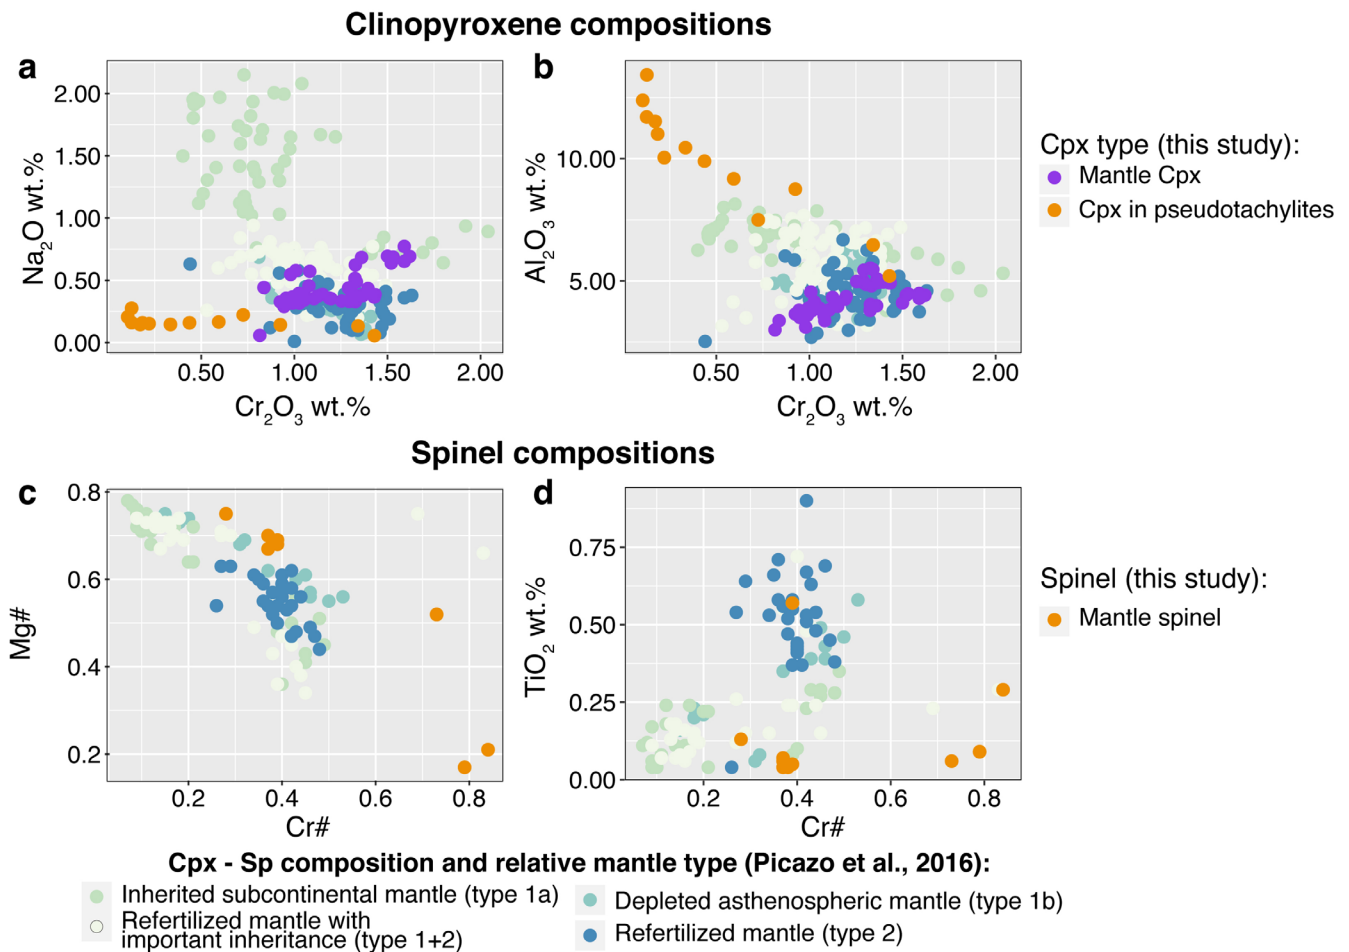 Clinopyroxene compositions
a
b
Na2O wt.%
2.00
1.50
1.00
0.50
0.00
0.50 1.00 1.50 2.00
Cr2O3 wt.%
Al2O3 wt.%
10.00
5.00
0.50 1.00 1.50 2.00
Cr2O3 wt.%
Cpx type (this study):
Mantle Cpx
Cpx in pseudotachylites
Spinel compositions
c
d
Mg#
0.8
0.6
0.4
0.2
0.2 0.4 0.6 0.8
Cr#
TiO2 wt.%
0.75
0.50
0.25
0.00
0.2 0.4 0.6 0.8
Cr#
Spinel (this study):
Mantle spinel
Cpx - Sp composition and relative mantle type (Picazo et al., 2016):
Inherited subcontinental mantle (type 1a)
Refertilized mantle with
important inheritance (type 1+2)
Depleted asthenospheric mantle (type 1b)
Refertilized mantle (type 2)